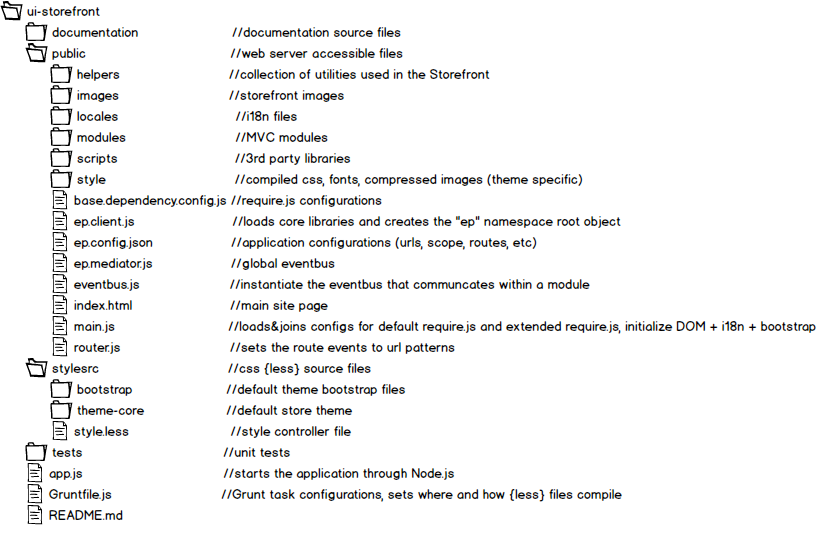 ui-storefront
documentation //documentation source files
public //web server accessible files
helpers //collection of utilities used in the Storefront
images //storefront images
locales //i18n files
modules //MVC modules
scripts //3rd party libraries
style //compiled css, fonts, compressed images (theme specific)
base.dependency.config.js //require.js configurations
ep.client.js //loads core libraries and creates the "ep" namespace root object
ep.config.json //application configurations (urls, scope, routes, etc)
ep.mediator.js //global eventbus
eventbus.js //instantiate the eventbus that communcates within a module
index.html //main site page
main.js //loads&joins configs for default require.js and extended require.js, initialize DOM + i18n + bootstrap
router.js //sets the route events to url patterns
stylesrc //css {less} source files
bootstrap //default theme bootstrap files
theme-core //default store theme
style.less //style controller file
tests //unit tests
app.js //starts the application through Node.js
Gruntfile.js //Grunt task configurations, sets where and how {less} files compile
README.md